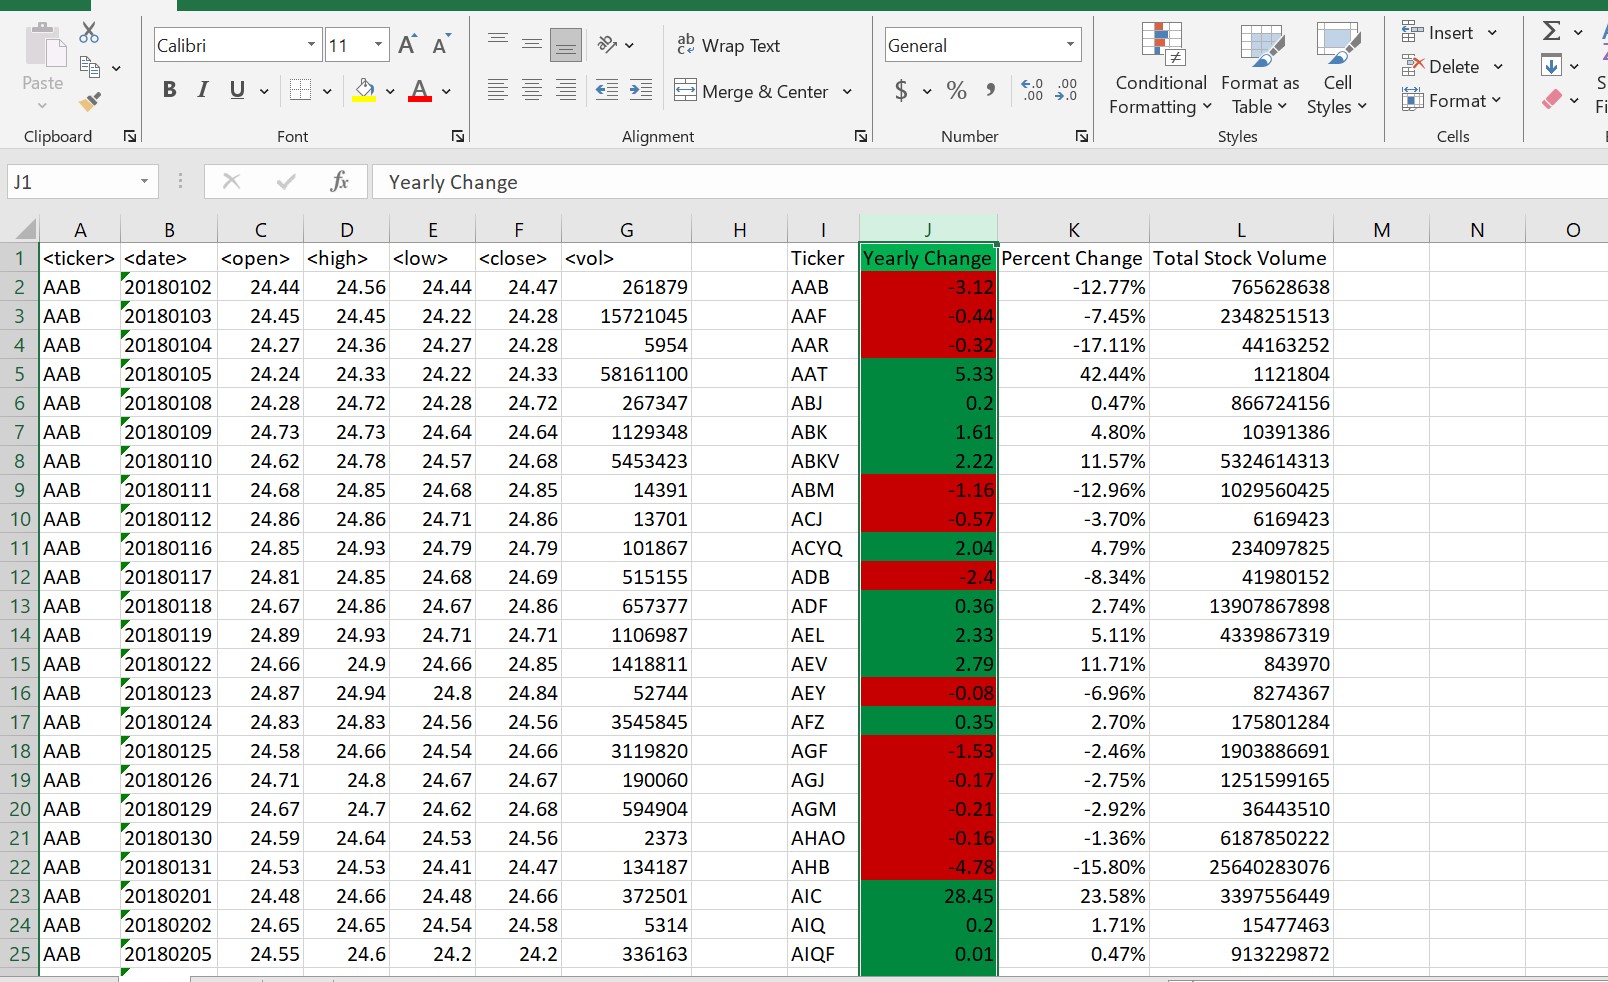 Calibri 11 ab Wrap Text General Insert
Paste Conditional Format as Cell Delete
B I U A Merge & Center $ % Formatting Table Styles Format
Clipboard Font Alignment Number Styles Cells
J1 fx Yearly Change
A B C D E F G H I J K L M N O
1 <ticker> <date> <open> <high> <low> <close> <vol> Ticker Yearly Change Percent Change Total Stock Volume
2 AAB 20180102 24.44 24.56 24.44 24.47 261879 AAB -3.12 -12.77% 765628638
3 AAB 20180103 24.45 24.45 24.22 24.28 15721045 AAF -0.44 -7.45% 2348251513
4 AAB 20180104 24.27 24.36 24.27 24.28 5954 AAR -0.32 -17.11% 44163252
5 AAB 20180105 24.24 24.33 24.22 24.33 58161100 AAT 5.33 42.44% 1121804
6 AAB 20180108 24.28 24.72 24.28 24.72 267347 ABJ 0.2 0.47% 866724156
7 AAB 20180109 24.73 24.73 24.64 24.64 1129348 ABK 1.61 4.80% 10391386
8 AAB 20180110 24.62 24.78 24.57 24.68 5453423 ABKV 2.22 11.57% 5324614313
9 AAB 20180111 24.68 24.85 24.68 24.85 14391 ABM -1.16 -12.96% 1029560425
10 AAB 20180112 24.86 24.86 24.71 24.86 13701 ACJ -0.57 -3.70% 6169423
11 AAB 20180116 24.85 24.93 24.79 24.79 101867 ACYQ 2.04 4.79% 234097825
12 AAB 20180117 24.81 24.85 24.68 24.69 515155 ADB -2.4 -8.34% 41980152
13 AAB 20180118 24.67 24.86 24.67 24.86 657377 ADF 0.36 2.74% 13907867898
14 AAB 20180119 24.89 24.93 24.71 24.71 1106987 AEL 2.33 5.11% 4339867319
15 AAB 20180122 24.66 24.9 24.66 24.85 1418811 AEV 2.79 11.71% 843970
16 AAB 20180123 24.87 24.94 24.8 24.84 52744 AEY -0.08 -6.96% 8274367
17 AAB 20180124 24.83 24.83 24.56 24.56 3545845 AFZ 0.35 2.70% 175801284
18 AAB 20180125 24.58 24.66 24.54 24.66 3119820 AGF -1.53 -2.46% 1903886691
19 AAB 20180126 24.71 24.8 24.67 24.67 190060 AGJ -0.17 -2.75% 1251599165
20 AAB 20180129 24.67 24.7 24.62 24.68 594904 AGM -0.21 -2.92% 36443510
21 AAB 20180130 24.59 24.64 24.53 24.56 2373 AHAO -0.16 -1.36% 6187850222
22 AAB 20180131 24.53 24.53 24.41 24.47 134187 AHB -4.78 -15.80% 25640283076
23 AAB 20180201 24.48 24.66 24.48 24.66 372501 AIC 28.45 23.58% 3397556449
24 AAB 20180202 24.65 24.65 24.54 24.58 5314 AIQ 0.2 1.71% 15477463
25 AAB 20180205 24.55 24.6 24.2 24.2 336163 AIQF 0.01 0.47% 913229872